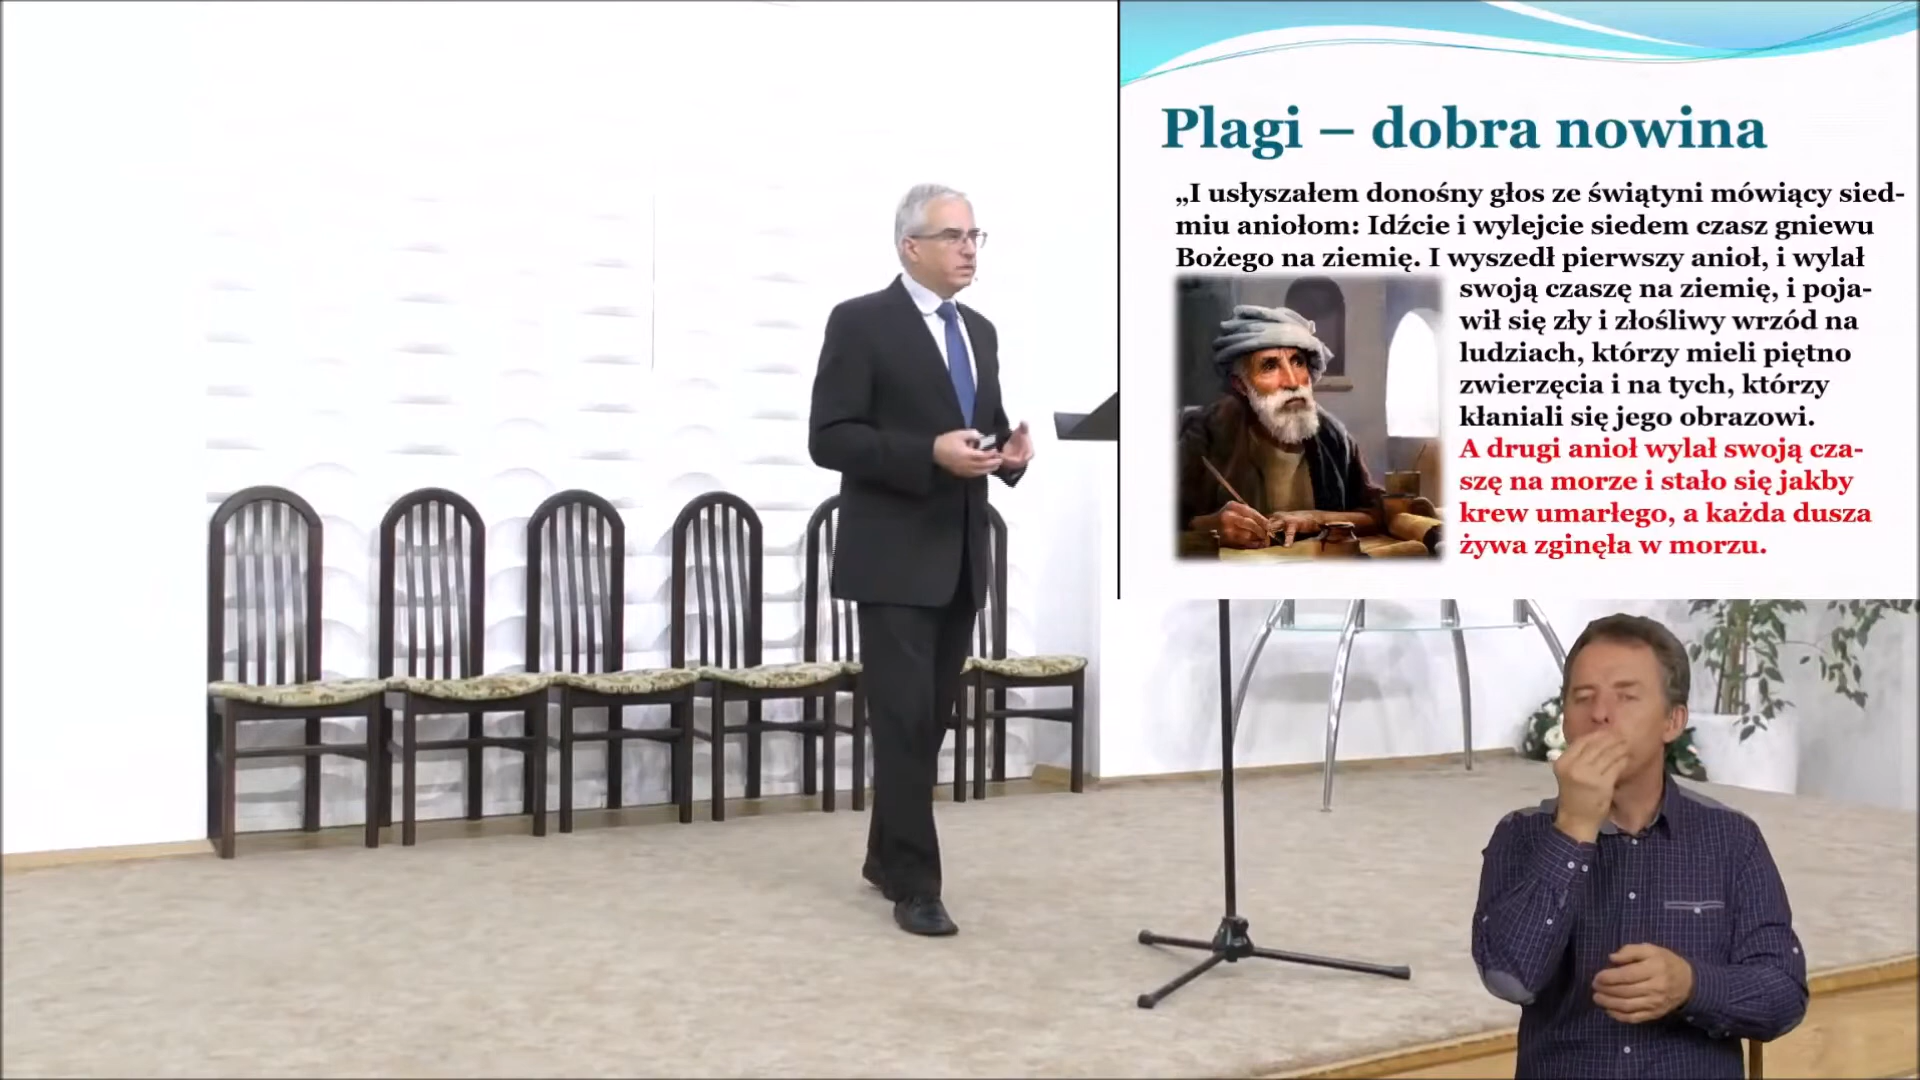 Plagi – dobra nowina
„I usłyszałem donośny głos ze świątyni mówiący sied-
miu aniołom: Idźcie i wylejcie siedem czasz gniewu
Bożego na ziemię. I wyszedł pierwszy anioł, i wylał
swoją czaszę na ziemię, i poja-
wił się zły i złośliwy wrzód na
ludziach, którzy mieli piętno
zwierzęcia i na tych, którzy
kłaniali się jego obrazowi.
A drugi anioł wylał swoją cza-
szę na morze i stało się jakby
krew umarłego, a każda dusza
żywa zginęła w morzu.